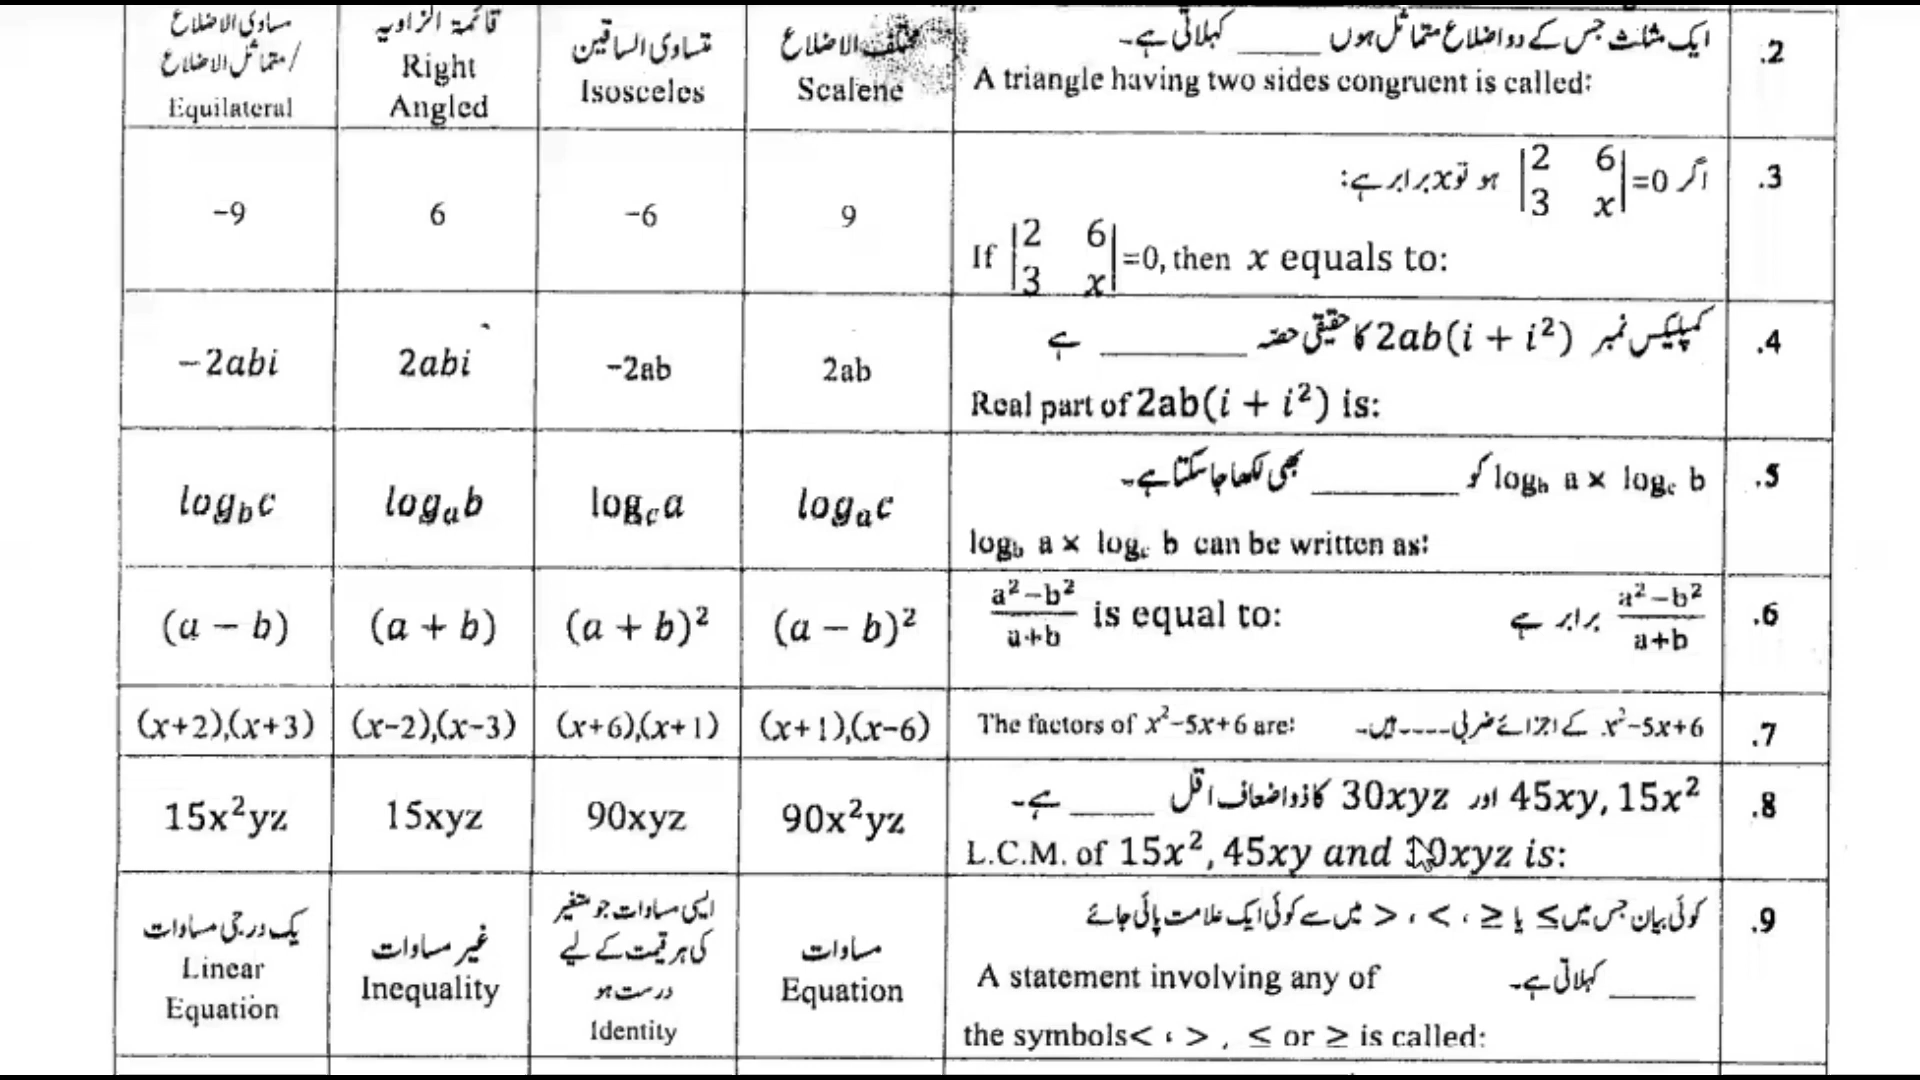 .2
ایک مثلث جس کے دو اضلاع متماثل ہوں ______ کہلاتی ہے۔
A triangle having two sides congruent is called:
مختلف الاضلاع
Scalene
متساوی الساقین
Isosceles
قائمۃ الزاویہ
Right
Angled
مساوی الاضلاع
/متماثل الاضلاع
Equilateral
.3
اگر |2 6; 3 x|=0 ہو تو x برابر ہے:
If |2 6; 3 x|=0, then x equals to:
9
-6
6
-9
.4
کمپلیکس نمبر 2ab(i + i²) کا حقیقی حصہ ______ ہے
Real part of 2ab(i + i²) is:
2ab
-2ab
2abi
-2abi
.5
log_b a × log_c b کو ______ بھی لکھا جا سکتا ہے۔
log_b a × log_c b can be written as:
log_a c
log_c a
log_a b
log_b c
.6
(a²-b²)/(a+b) برابر ہے
(a²-b²)/(a+b) is equal to:
(a - b)²
(a + b)²
(a + b)
(a - b)
.7
x²-5x+6 کے اجزائے ضربی ----- ہیں۔
The factors of x²-5x+6 are:
(x+1),(x-6)
(x+6),(x+1)
(x-2),(x-3)
(x+2),(x+3)
.8
45xy, 15x² اور 30xyz کا ذواضعاف اقل ______ ہے۔
L.C.M. of 15x², 45xy and 30xyz is:
90x²yz
90xyz
15xyz
15x²yz
.9
کوئی بیان جس میں ≤ یا ≥ ، < ، > میں سے کوئی ایک علامت پائی جائے
______ کہلاتی ہے۔
A statement involving any of
the symbols < ، > , ≤ or ≥ is called:
مساوات
Equation
ایسی مساوات جو متغیر
کی ہر قیمت کے لیے
درست ہو
Identity
غیر مساوات
Inequality
یک درجی مساوات
Linear
Equation